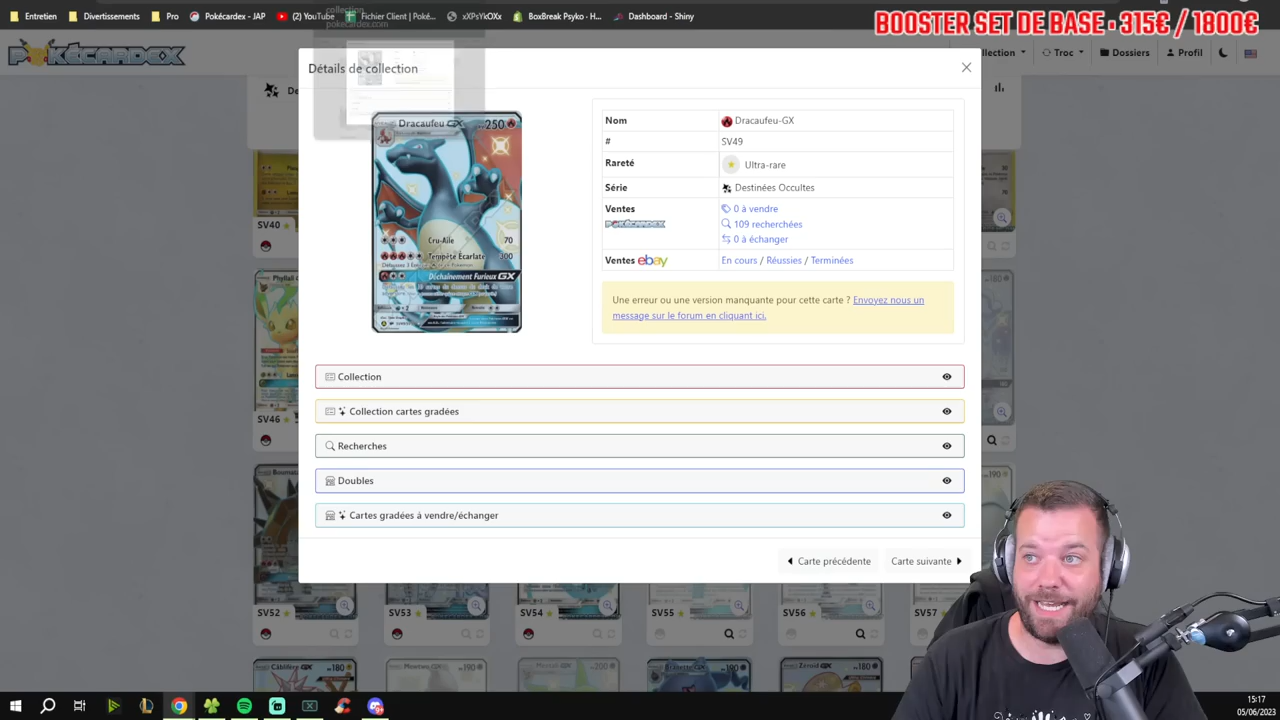 Entretien
Divertissements
Pro
Pokécardex - JAP
(2) YouTube
Fichier Client | Poké...
xXPsYkOXx
BoxBreak Psyko · H...
Dashboard - Shiny
collection
pokecardex.com
BOOSTER SET DE BASE • 315€ / 1800€
POKÉCARDEX
Troc
Dossiers
Profil
Détails de collection
Dracaufeu GX 250
Cru-Aile 70
Tempête Écarlate 300
Déchaînement Furieux GX
Nom Dracaufeu-GX
# SV49
Rareté Ultra-rare
Série Destinées Occultes
Ventes 0 à vendre
POKÉCARDEX 109 recherchées
0 à échanger
Ventes ebay En cours / Réussies / Terminées
Une erreur ou une version manquante pour cette carte ? Envoyez nous un
message sur le forum en cliquant ici.
Collection
Collection cartes gradées
Recherches
Doubles
Cartes gradées à vendre/échanger
Carte précédente
Carte suivante
SV40
SV46
SV52
SV53
SV54
SV55
SV56
SV57
15:17
05/06/2023